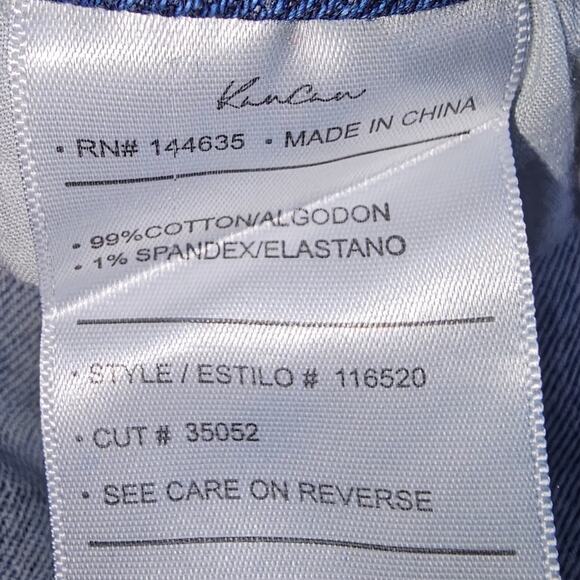 KanCan
• RN# 144635 • MADE IN CHINA
• 99%COTTON/ALGODON
• 1% SPANDEX/ELASTANO
• STYLE / ESTILO # 116520
• CUT # 35052
• SEE CARE ON REVERSE